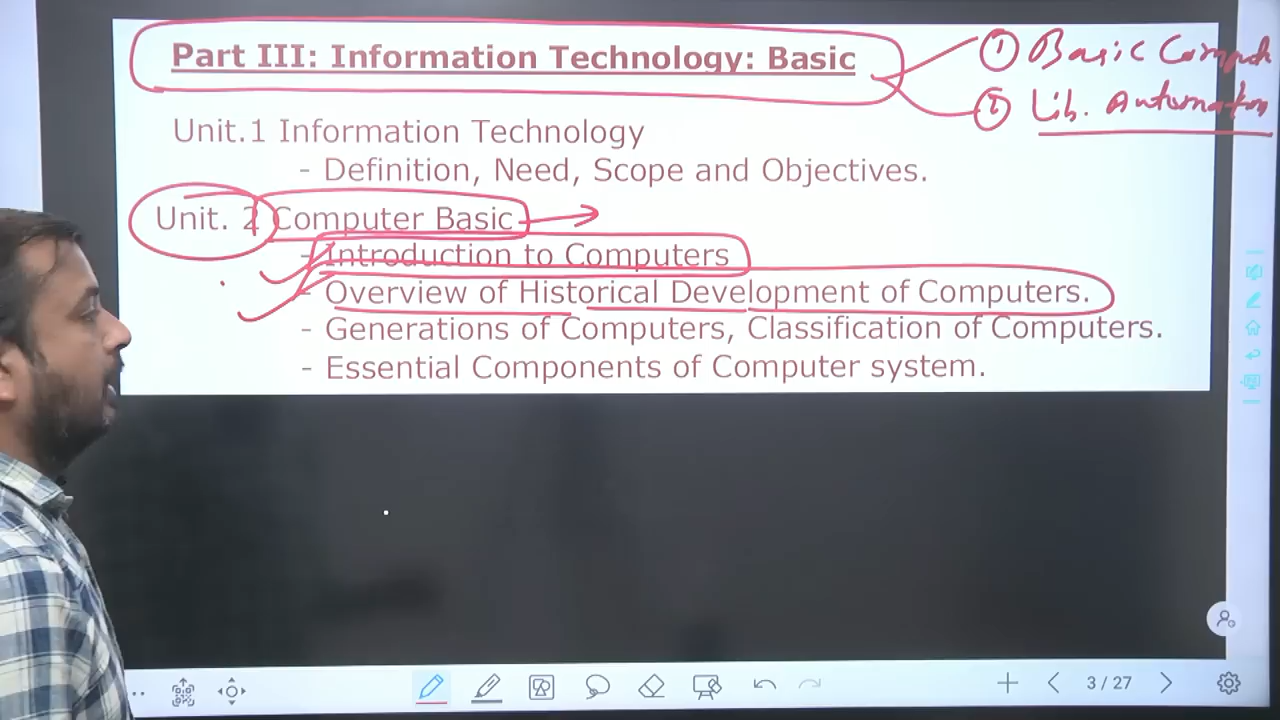 Part III: Information Technology: Basic
① Basic Comput
② Lib. Automation
Unit.1 Information Technology
- Definition, Need, Scope and Objectives.
Unit. 2 Computer Basic
- Introduction to Computers
- Overview of Historical Development of Computers.
- Generations of Computers, Classification of Computers.
- Essential Components of Computer system.
3 / 27